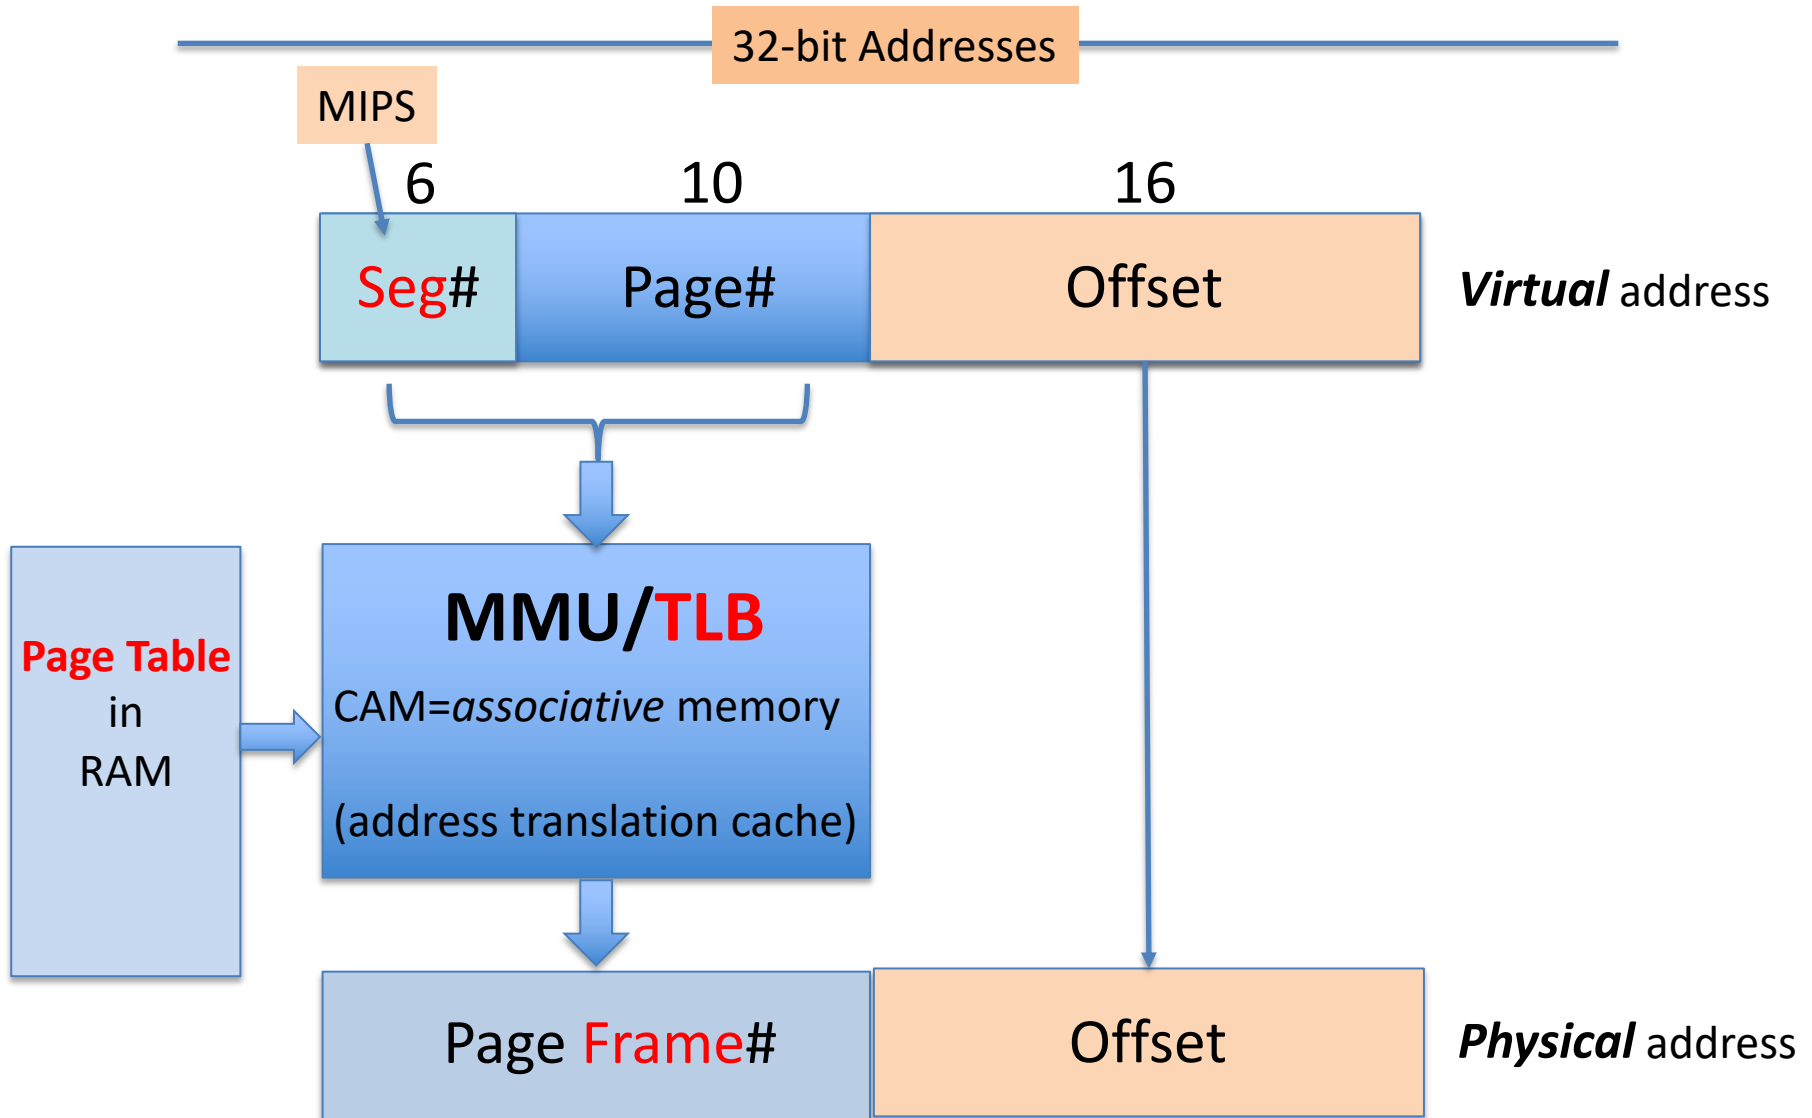 32-bit Addresses
MIPS
6 10 16
Seg# Page# Offset Virtual address
MMU/TLB
Page Table
in
RAM
CAM=associative memory
(address translation cache)
Page Frame# Offset Physical address